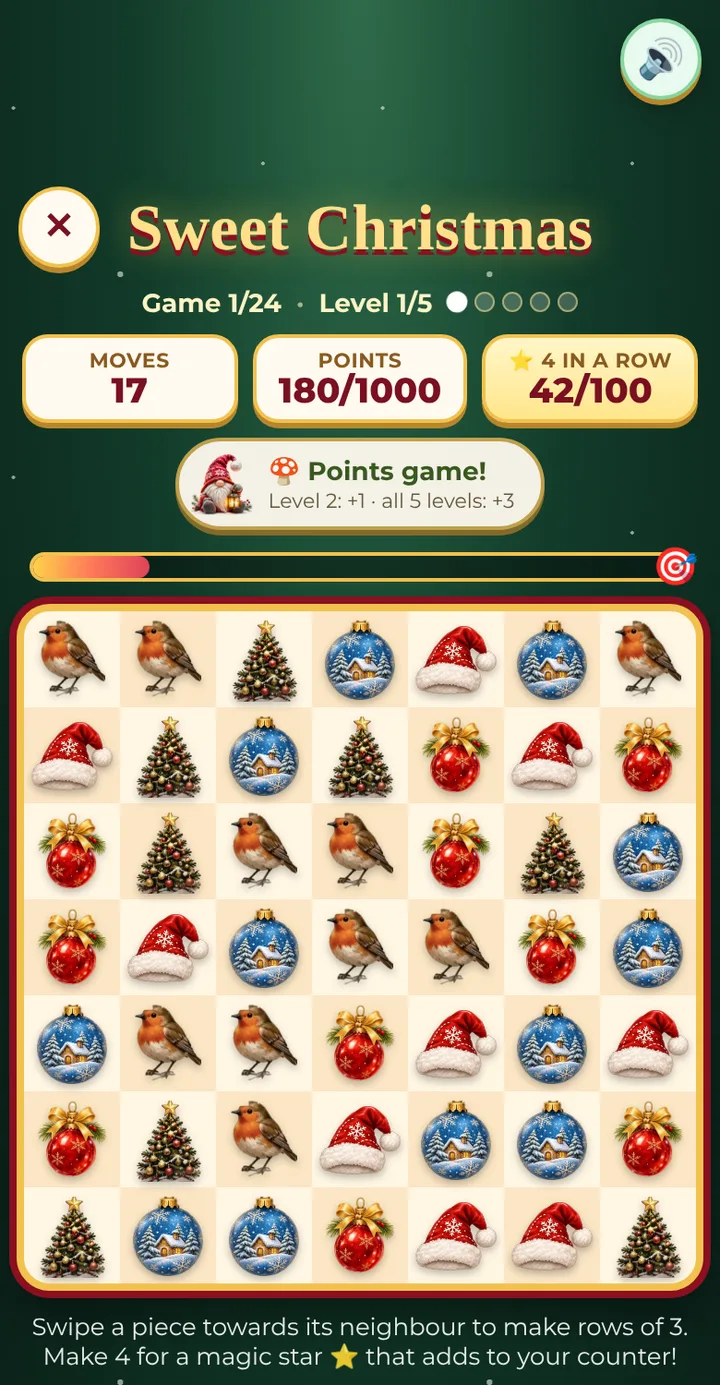 Sweet Christmas
Game 1/24 · Level 1/5
MOVES
17
POINTS
180/1000
⭐ 4 IN A ROW
42/100
🍄 Points game!
Level 2: +1 · all 5 levels: +3
Swipe a piece towards its neighbour to make rows of 3.
Make 4 for a magic star ⭐ that adds to your counter!